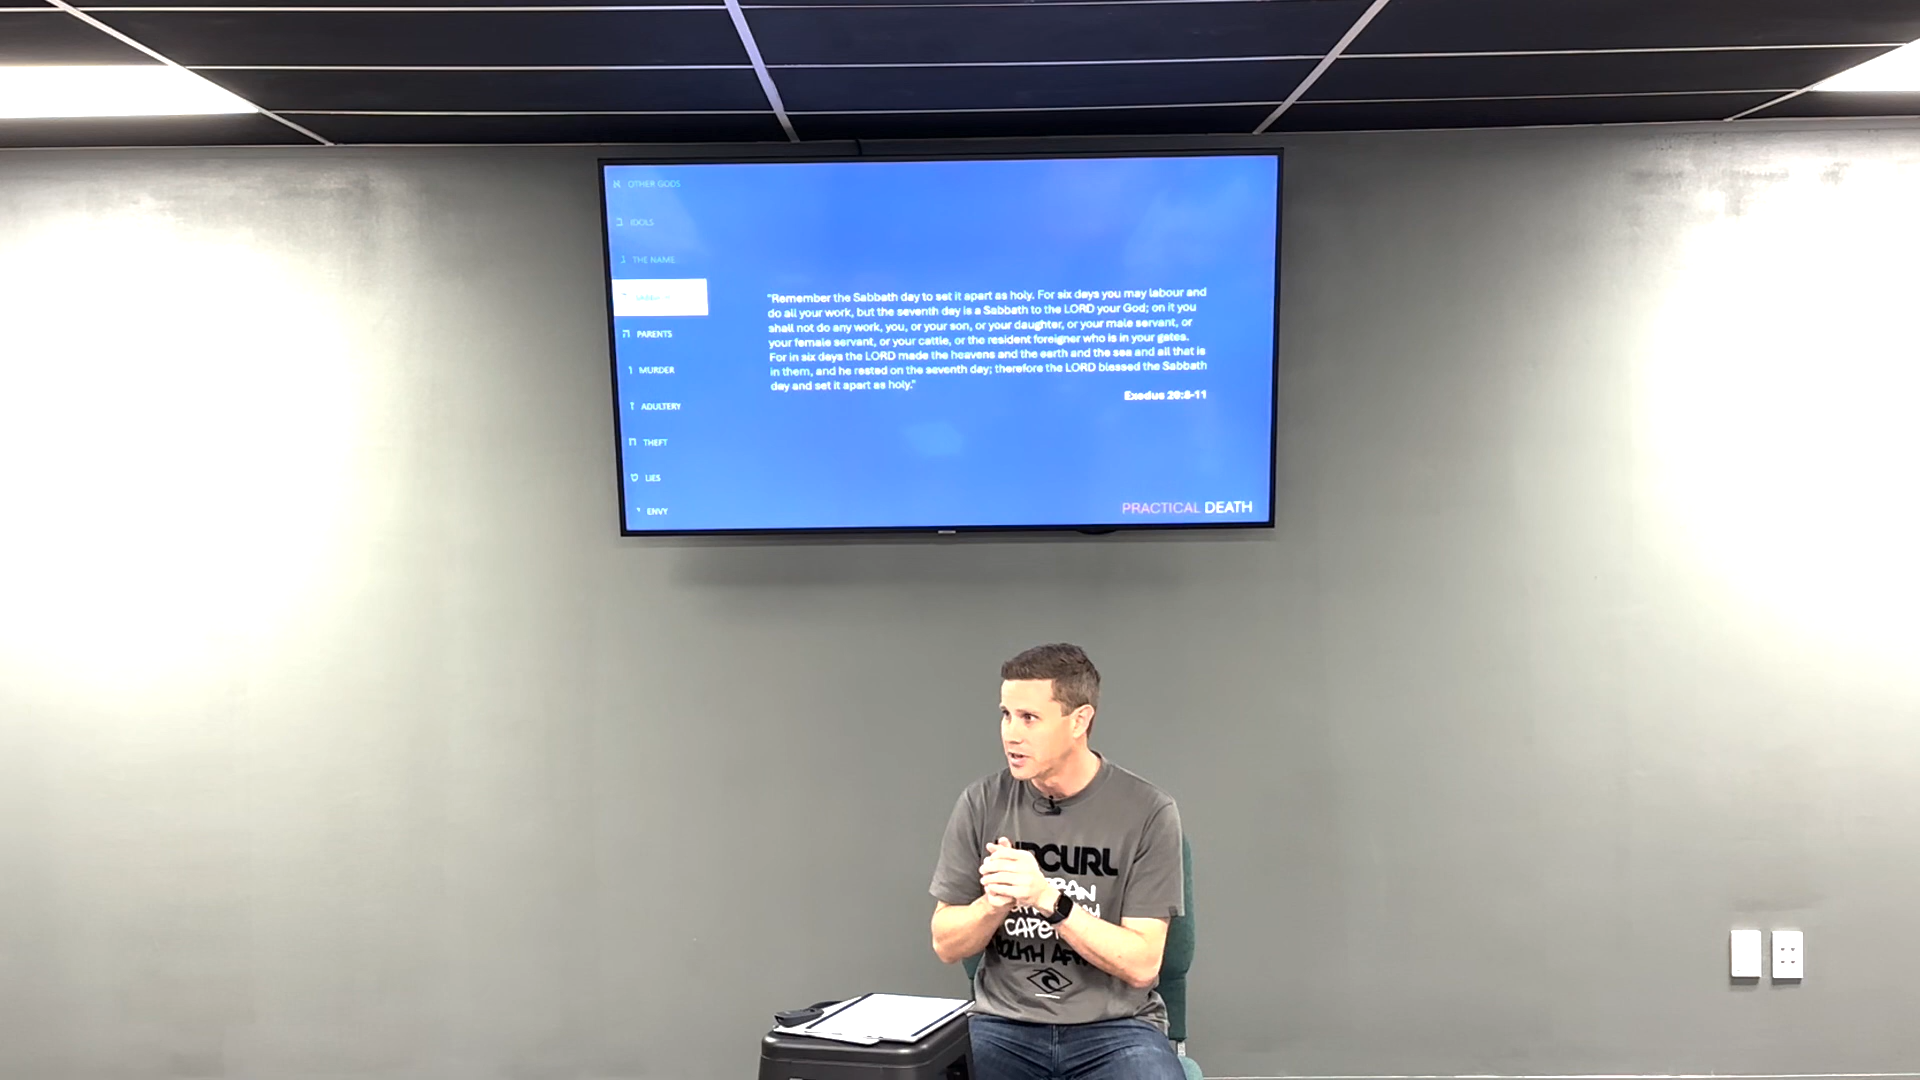 א OTHER GODS
ב IDOLS
ג THE NAME
ה PARENTS
ו MURDER
ז ADULTERY
ח THEFT
ט LIES
י ENVY
"Remember the Sabbath day to set it apart as holy. For six days you may labour and
do all your work, but the seventh day is a Sabbath to the LORD your God; on it you
shall not do any work, you, or your son, or your daughter, or your male servant, or
your female servant, or your cattle, or the resident foreigner who is in your gates.
For in six days the LORD made the heavens and the earth and the sea and all that is
in them, and he rested on the seventh day; therefore the LORD blessed the Sabbath
day and set it apart as holy."
Exodus 20:8-11
PRACTICAL DEATH
CURL